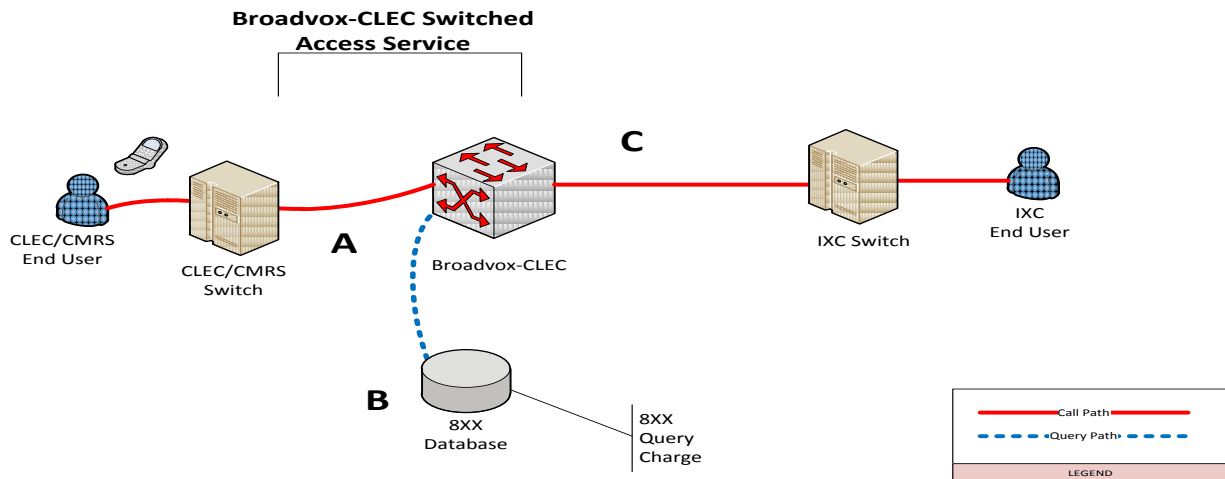 Broadvox-CLEC Switched
Access Service
C
CLEC/CMRS
End User
A
CLEC/CMRS
Switch
Broadvox-CLEC
IXC Switch
IXC
End User
B
8XX
Database
8XX
Query
Charge
Call Path
Query Path
LEGEND